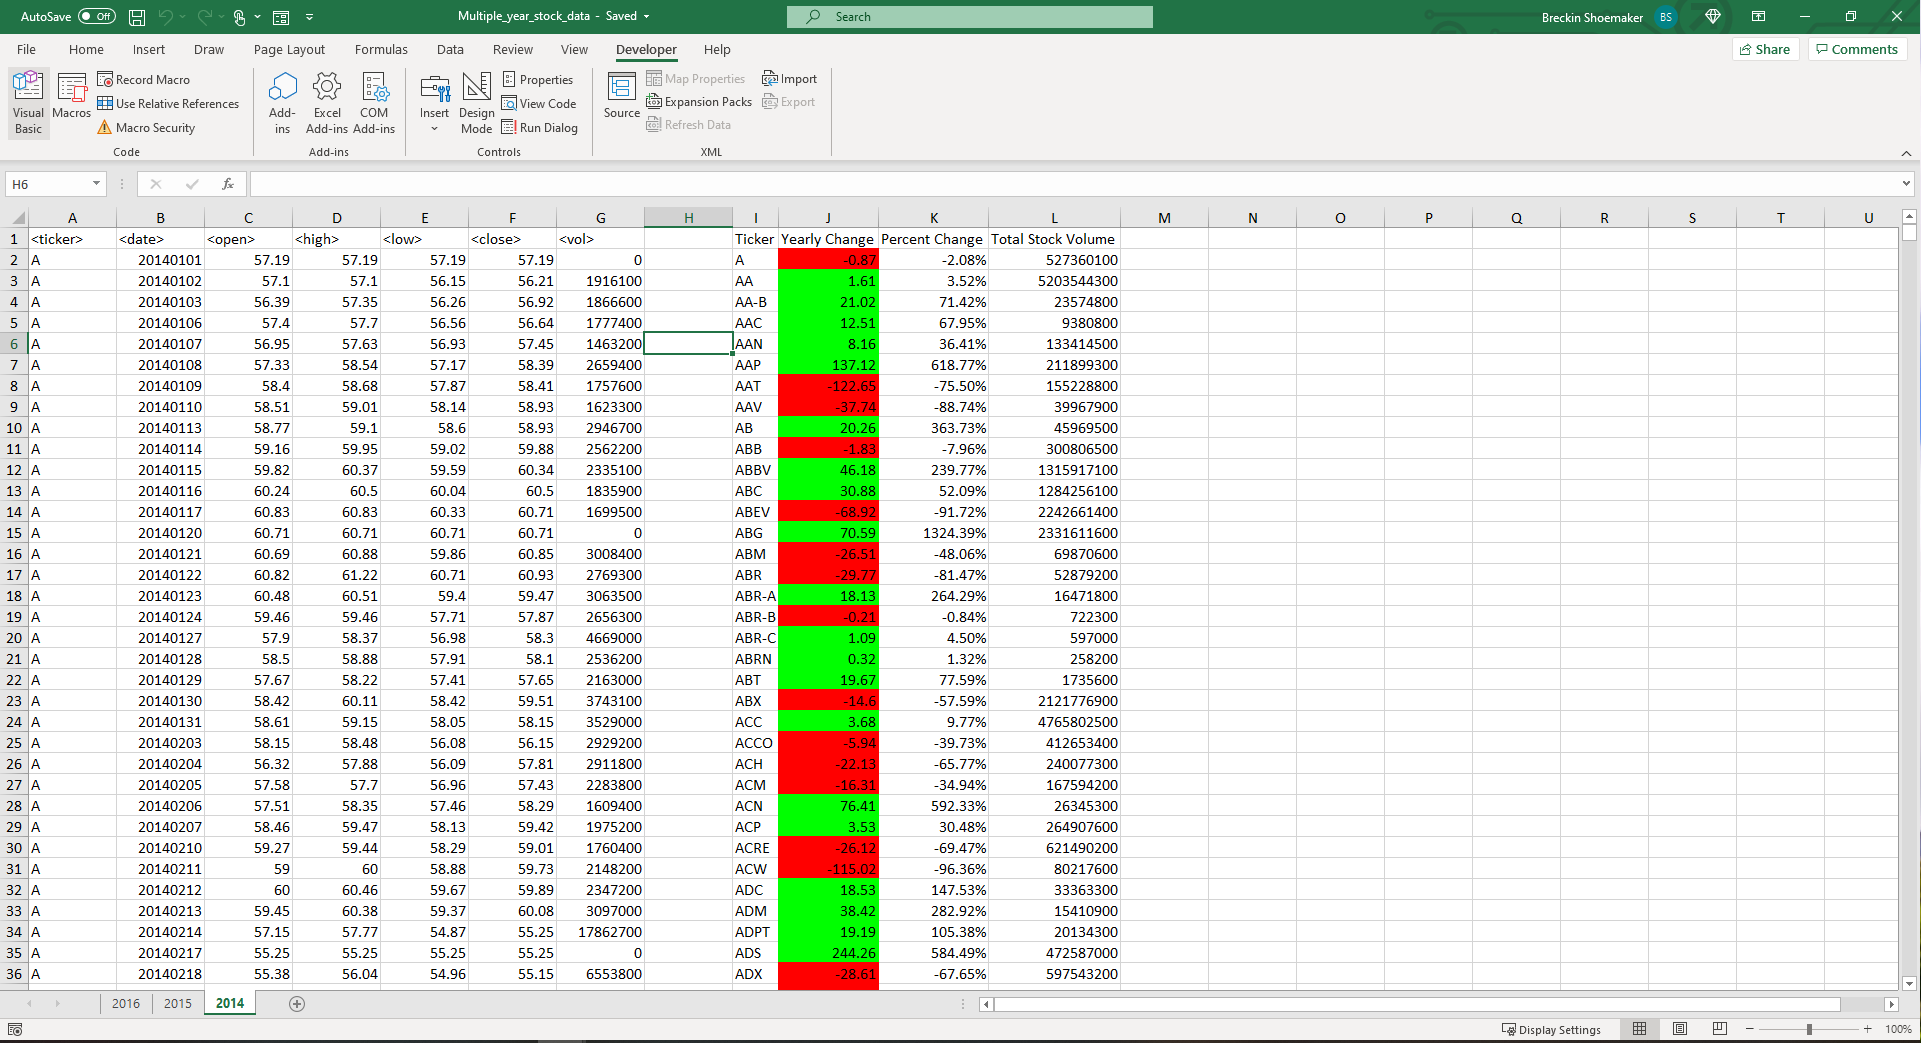 AutoSave Off Multiple_year_stock_data - Saved Search Breckin Shoemaker BS
File Home Insert Draw Page Layout Formulas Data Review View Developer Help Share Comments
Visual Basic
Macros
Record Macro
Use Relative References
Macro Security
Code
Add-ins
Excel Add-ins
COM Add-ins
Add-ins
Insert
Design Mode
Properties
View Code
Run Dialog
Controls
Source
Map Properties
Expansion Packs
Refresh Data
Import
Export
XML
H6 fx
A B C D E F G H I J K L M N O P Q R S T U
1 <ticker> <date> <open> <high> <low> <close> <vol> Ticker Yearly Change Percent Change Total Stock Volume
2 A 20140101 57.19 57.19 57.19 57.19 0 A -0.87 -2.08% 527360100
3 A 20140102 57.1 57.1 56.15 56.21 1916100 AA 1.61 3.52% 5203544300
4 A 20140103 56.39 57.35 56.26 56.92 1866600 AA-B 21.02 71.42% 23574800
5 A 20140106 57.4 57.7 56.56 56.64 1777400 AAC 12.51 67.95% 9380800
6 A 20140107 56.95 57.63 56.93 57.45 1463200 AAN 8.16 36.41% 133414500
7 A 20140108 57.33 58.54 57.17 58.39 2659400 AAP 137.12 618.77% 211899300
8 A 20140109 58.4 58.68 57.87 58.41 1757600 AAT -122.65 -75.50% 155228800
9 A 20140110 58.51 59.01 58.14 58.93 1623300 AAV -37.74 -88.74% 39967900
10 A 20140113 58.77 59.1 58.6 58.93 2946700 AB 20.26 363.73% 45969500
11 A 20140114 59.16 59.95 59.02 59.88 2562200 ABB -1.83 -7.96% 300806500
12 A 20140115 59.82 60.37 59.59 60.34 2335100 ABBV 46.18 239.77% 1315917100
13 A 20140116 60.24 60.5 60.04 60.5 1835900 ABC 30.88 52.09% 1284256100
14 A 20140117 60.83 60.83 60.33 60.71 1699500 ABEV -68.92 -91.72% 2242661400
15 A 20140120 60.71 60.71 60.71 60.71 0 ABG 70.59 1324.39% 2331611600
16 A 20140121 60.69 60.88 59.86 60.85 3008400 ABM -26.51 -48.06% 69870600
17 A 20140122 60.82 61.22 60.71 60.93 2769300 ABR -29.77 -81.47% 52879200
18 A 20140123 60.48 60.51 59.4 59.47 3063500 ABR-A 18.13 264.29% 16471800
19 A 20140124 59.46 59.46 57.71 57.87 2656300 ABR-B -0.21 -0.84% 722300
20 A 20140127 57.9 58.37 56.98 58.3 4669000 ABR-C 1.09 4.50% 597000
21 A 20140128 58.5 58.88 57.91 58.1 2536200 ABRN 0.32 1.32% 258200
22 A 20140129 57.67 58.22 57.41 57.65 2163000 ABT 19.67 77.59% 1735600
23 A 20140130 58.42 60.11 58.42 59.51 3743100 ABX -14.6 -57.59% 2121776900
24 A 20140131 58.61 59.15 58.05 58.15 3529000 ACC 3.68 9.77% 4765802500
25 A 20140203 58.15 58.48 56.08 56.15 2929200 ACCO -5.94 -39.73% 412653400
26 A 20140204 56.32 57.88 56.09 57.81 2911800 ACH -22.13 -65.77% 240077300
27 A 20140205 57.58 57.7 56.96 57.43 2283800 ACM -16.31 -34.94% 167594200
28 A 20140206 57.51 58.35 57.46 58.29 1609400 ACN 76.41 592.33% 26345300
29 A 20140207 58.46 59.47 58.13 59.42 1975200 ACP 3.53 30.48% 264907600
30 A 20140210 59.27 59.44 58.29 59.01 1760400 ACRE -26.12 -69.47% 621490200
31 A 20140211 59 60 58.88 59.73 2148200 ACW -115.02 -96.36% 80217600
32 A 20140212 60 60.46 59.67 59.89 2347200 ADC 18.53 147.53% 33363300
33 A 20140213 59.45 60.38 59.37 60.08 3097000 ADM 38.42 282.92% 15410900
34 A 20140214 57.15 57.77 54.87 55.25 17862700 ADPT 19.19 105.38% 20134300
35 A 20140217 55.25 55.25 55.25 55.25 0 ADS 244.26 584.49% 472587000
36 A 20140218 55.38 56.04 54.96 55.15 6553800 ADX -28.61 -67.65% 597543200
2016 2015 2014
Display Settings 100%